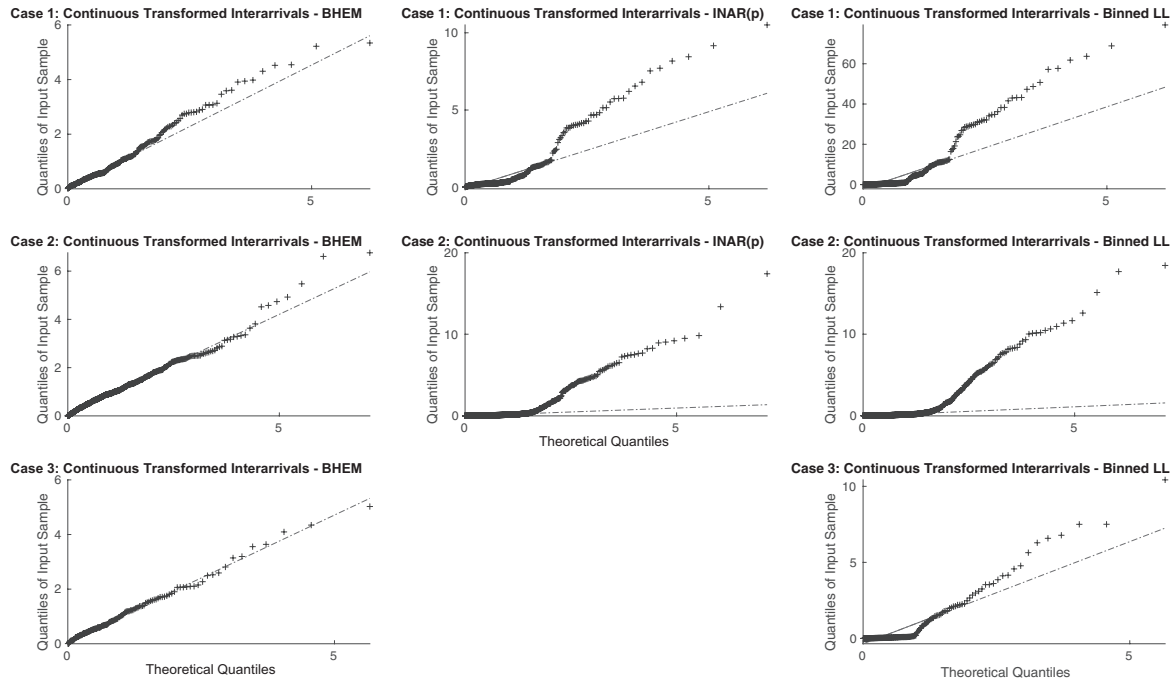 Case 1: Continuous Transformed Interarrivals - BHEM
Quantiles of Input Sample
6
4
2
0
0
5
Case 1: Continuous Transformed Interarrivals - INAR(p)
Quantiles of Input Sample
10
5
0
0
5
Case 1: Continuous Transformed Interarrivals - Binned LL
Quantiles of Input Sample
60
40
20
0
0
5
Case 2: Continuous Transformed Interarrivals - BHEM
Quantiles of Input Sample
6
4
2
0
0
5
Case 2: Continuous Transformed Interarrivals - INAR(p)
Quantiles of Input Sample
20
10
0
0
5
Theoretical Quantiles
Case 2: Continuous Transformed Interarrivals - Binned LL
Quantiles of Input Sample
20
10
0
0
5
Case 3: Continuous Transformed Interarrivals - BHEM
Quantiles of Input Sample
6
4
2
0
0
5
Theoretical Quantiles
Case 3: Continuous Transformed Interarrivals - Binned LL
Quantiles of Input Sample
10
5
0
0
5
Theoretical Quantiles